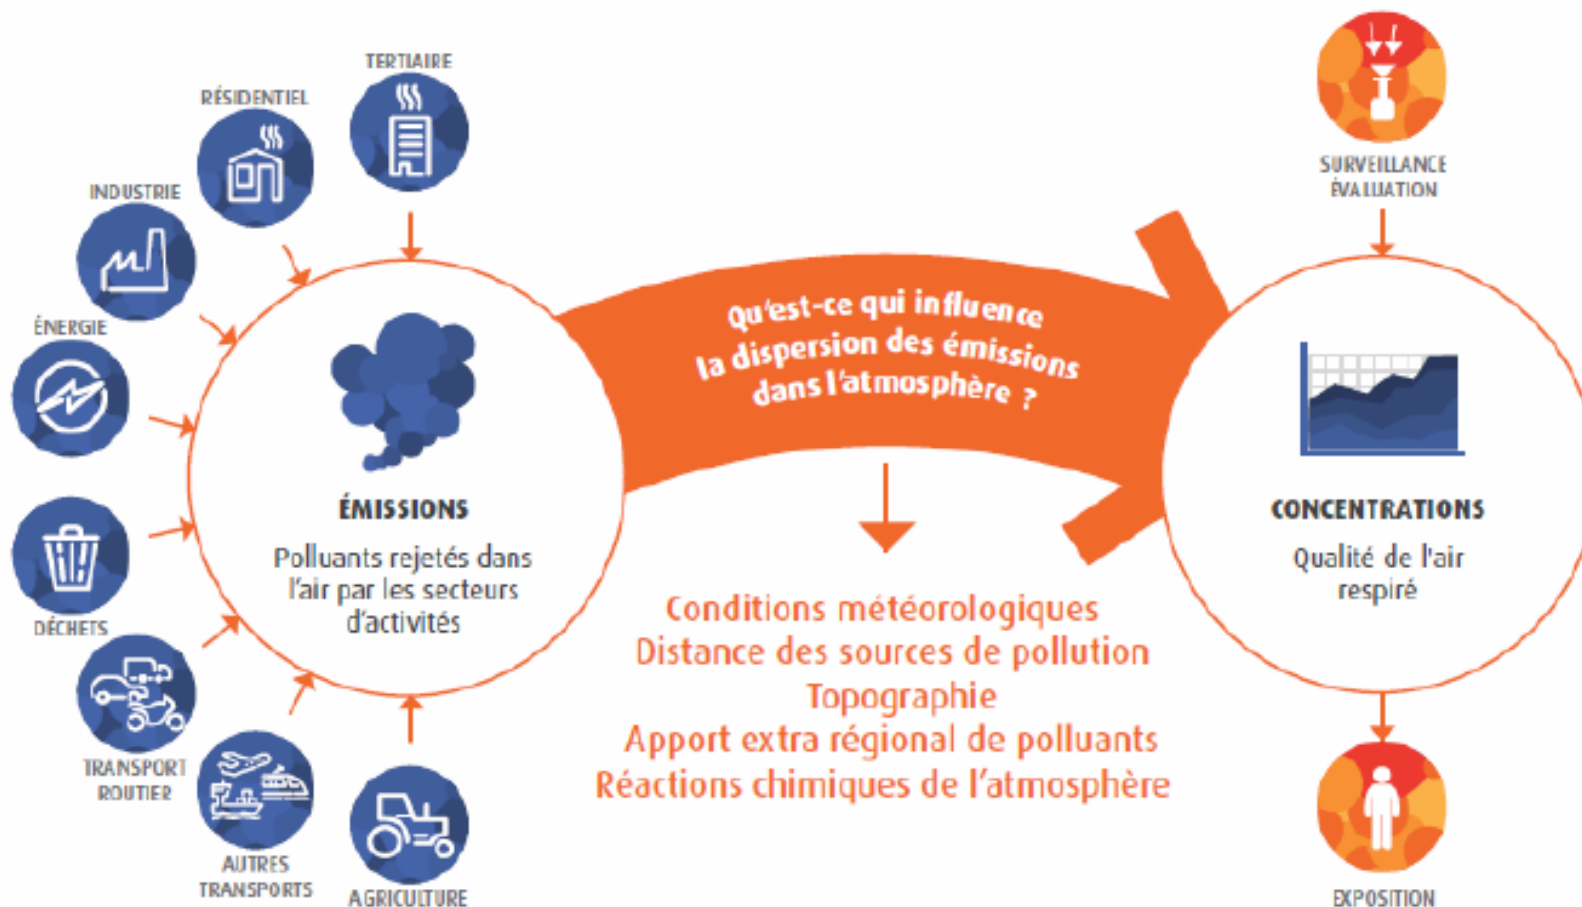 TERTIAIRE
RÉSIDENTIEL
INDUSTRIE
ÉNERGIE
DÉCHETS
TRANSPORT
ROUTIER
AUTRES
TRANSPORTS
AGRICULTURE
ÉMISSIONS
Polluants rejetés dans
l'air par les secteurs
d'activités
Qu'est-ce qui influence
la dispersion des émissions
dans l'atmosphère ?
Conditions météorologiques
Distance des sources de pollution
Topographie
Apport extra régional de polluants
Réactions chimiques de l'atmosphère
SURVEILLANCE
ÉVALUATION
CONCENTRATIONS
Qualité de l'air
respiré
EXPOSITION